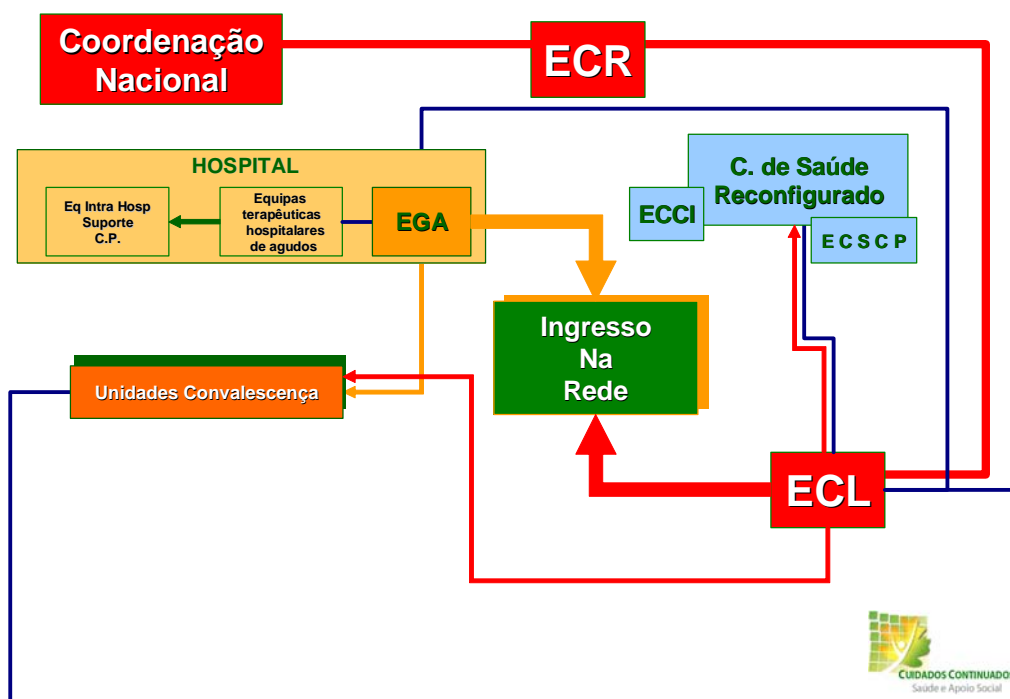 Coordenação
Nacional
ECR
HOSPITAL
Eq Intra Hosp
Suporte
C.P.
Equipas
terapêuticas
hospitalares
de agudos
EGA
C. de Saúde
Reconfigurado
ECCI
E C S C P
Ingresso
Na
Rede
Unidades Convalescença
ECL
CUIDADOS CONTINUADOS
Saúde e Apoio Social